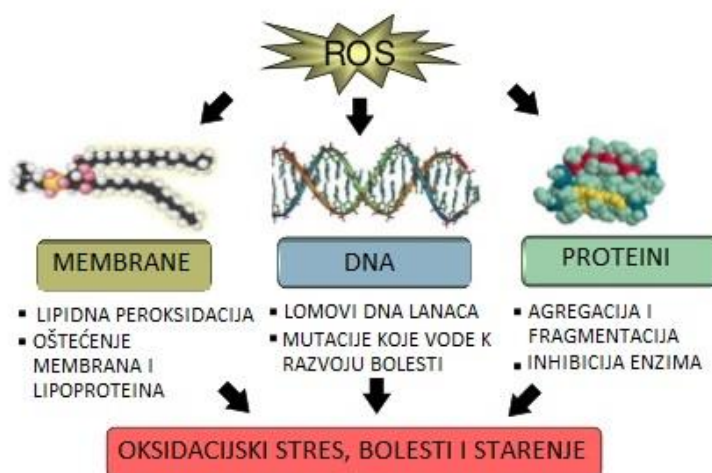 ROS
MEMBRANE
▪ LIPIDNA PEROKSIDACIJA
▪ OŠTEĆENJE
MEMBRANA I
LIPOPROTEINA
DNA
▪ LOMOVI DNA LANACA
▪ MUTACIJE KOJE VODE K
RAZVOJU BOLESTI
PROTEINI
▪ AGREGACIJA I
FRAGMENTACIJA
▪ INHIBICIJA ENZIMA
OKSIDACIJSKI STRES, BOLESTI I STARENJE